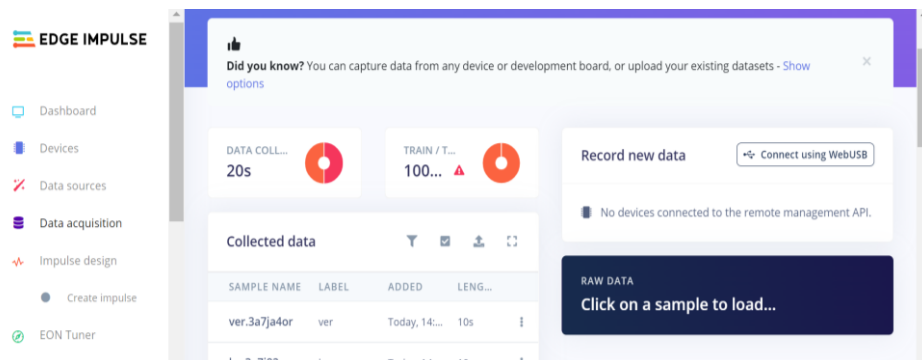 EDGE IMPULSE
Dashboard
Devices
Data sources
Data acquisition
Impulse design
Create impulse
EON Tuner
Did you know? You can capture data from any device or development board, or upload your existing datasets - Show
options
DATA COLL...
20s
TRAIN / T...
100...
Collected data
SAMPLE NAME LABEL ADDED LENG...
ver.3a7ja4or ver Today, 14:... 10s
Record new data
Connect using WebUSB
No devices connected to the remote management API.
RAW DATA
Click on a sample to load...